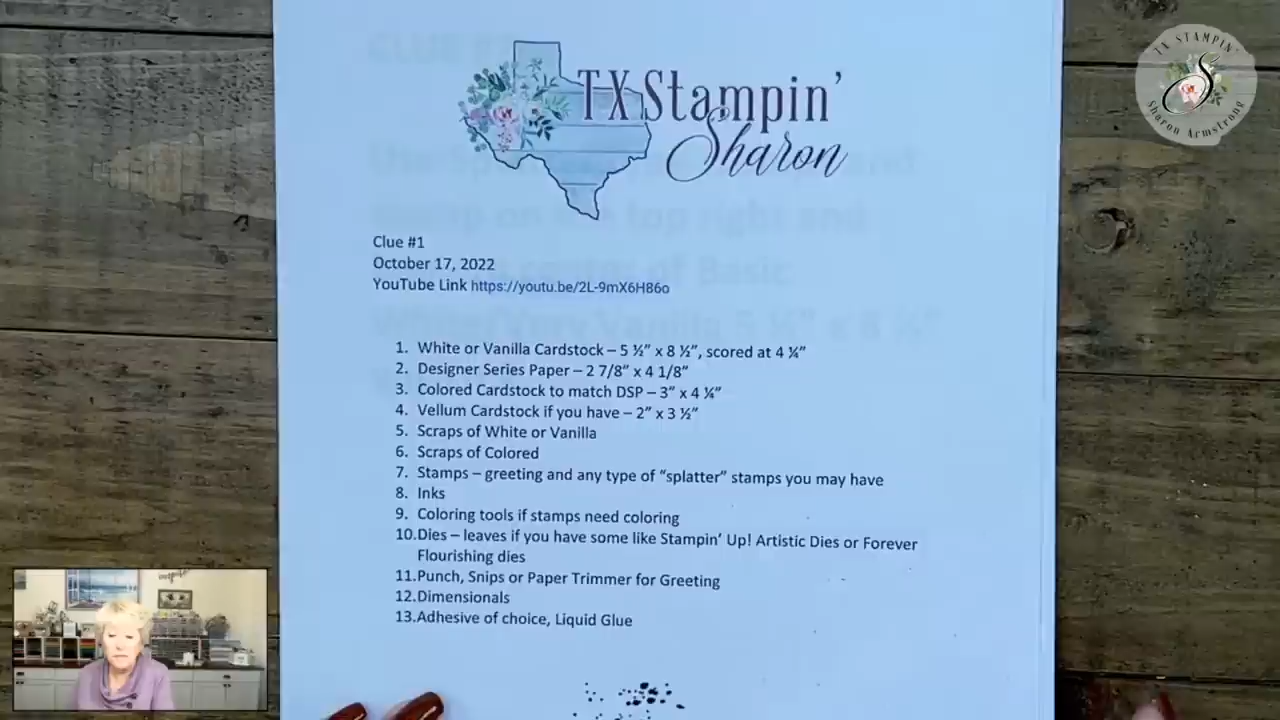 TX Stampin'
Sharon
TX STAMPIN'
S
Sharon Armstrong
Clue #1
October 17, 2022
YouTube Link https://youtu.be/2L-9mX6H86o
1. White or Vanilla Cardstock – 5 ½” x 8 ½”, scored at 4 ¼”
2. Designer Series Paper – 2 7/8” x 4 1/8”
3. Colored Cardstock to match DSP – 3” x 4 ¼”
4. Vellum Cardstock if you have – 2” x 3 ½”
5. Scraps of White or Vanilla
6. Scraps of Colored
7. Stamps – greeting and any type of “splatter” stamps you may have
8. Inks
9. Coloring tools if stamps need coloring
10.Dies – leaves if you have some like Stampin’ Up! Artistic Dies or Forever
Flourishing dies
11.Punch, Snips or Paper Trimmer for Greeting
12.Dimensionals
13.Adhesive of choice, Liquid Glue